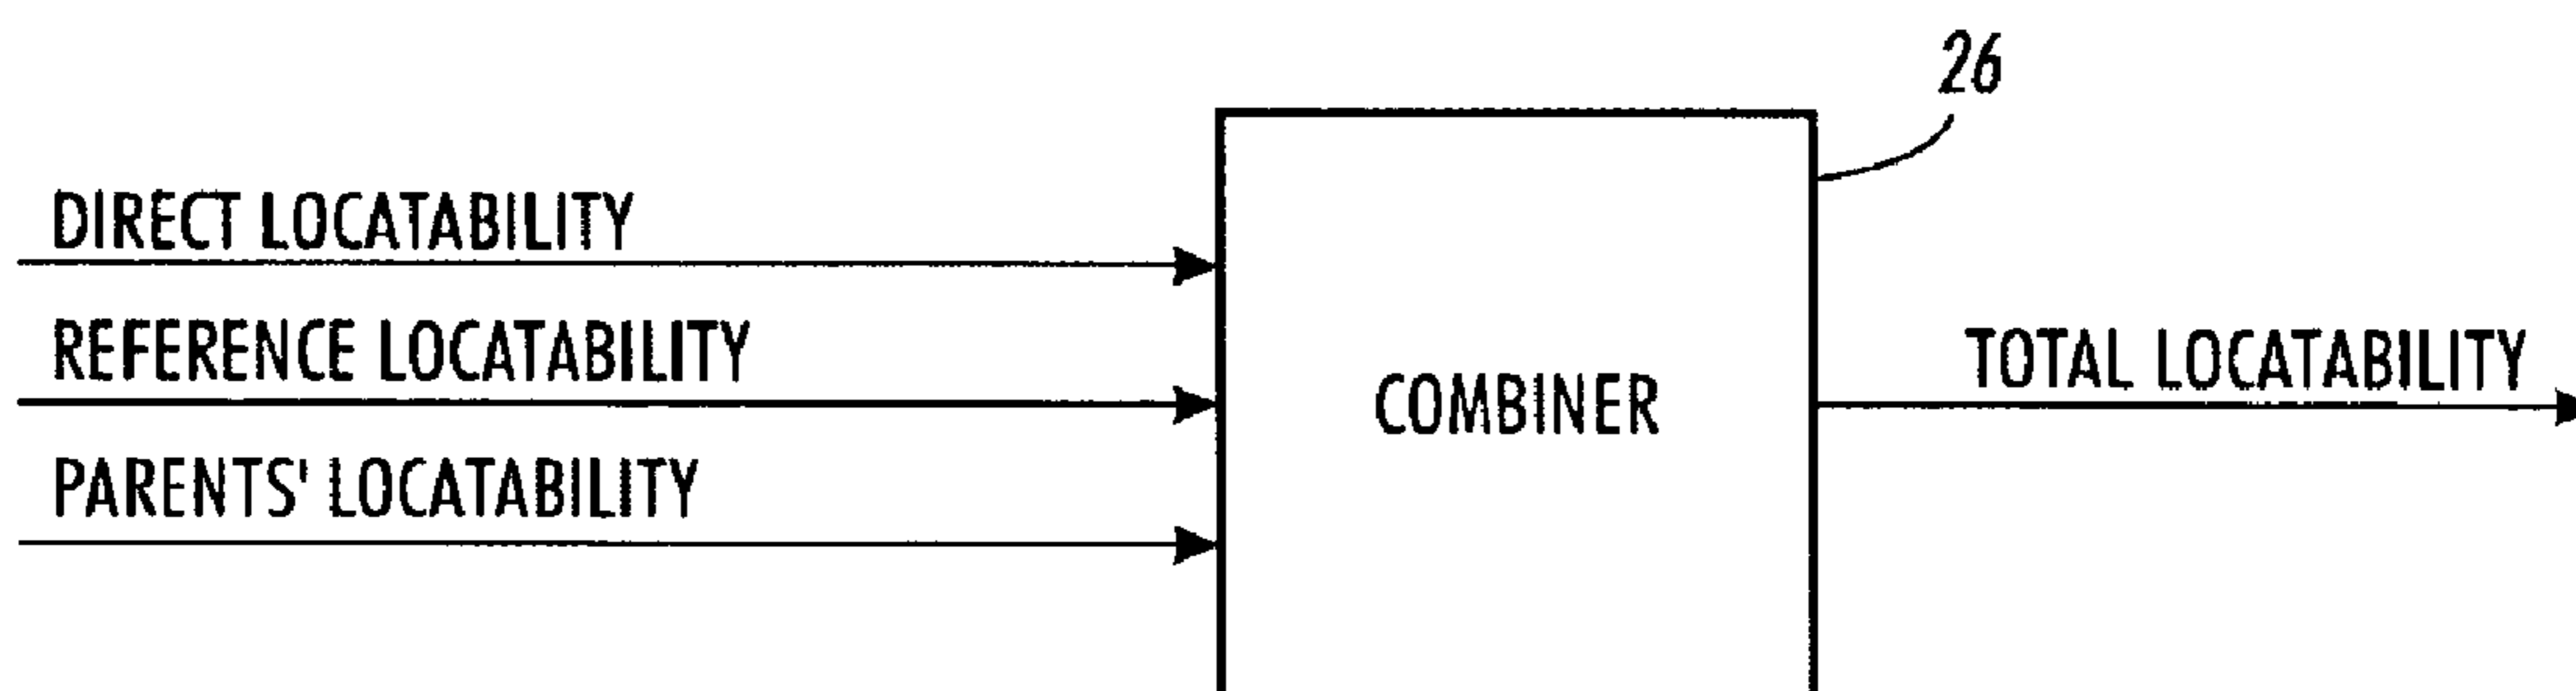 26
DIRECT LOCATABILITY
REFERENCE LOCATABILITY
PARENTS' LOCATABILITY
COMBINER
TOTAL LOCATABILITY